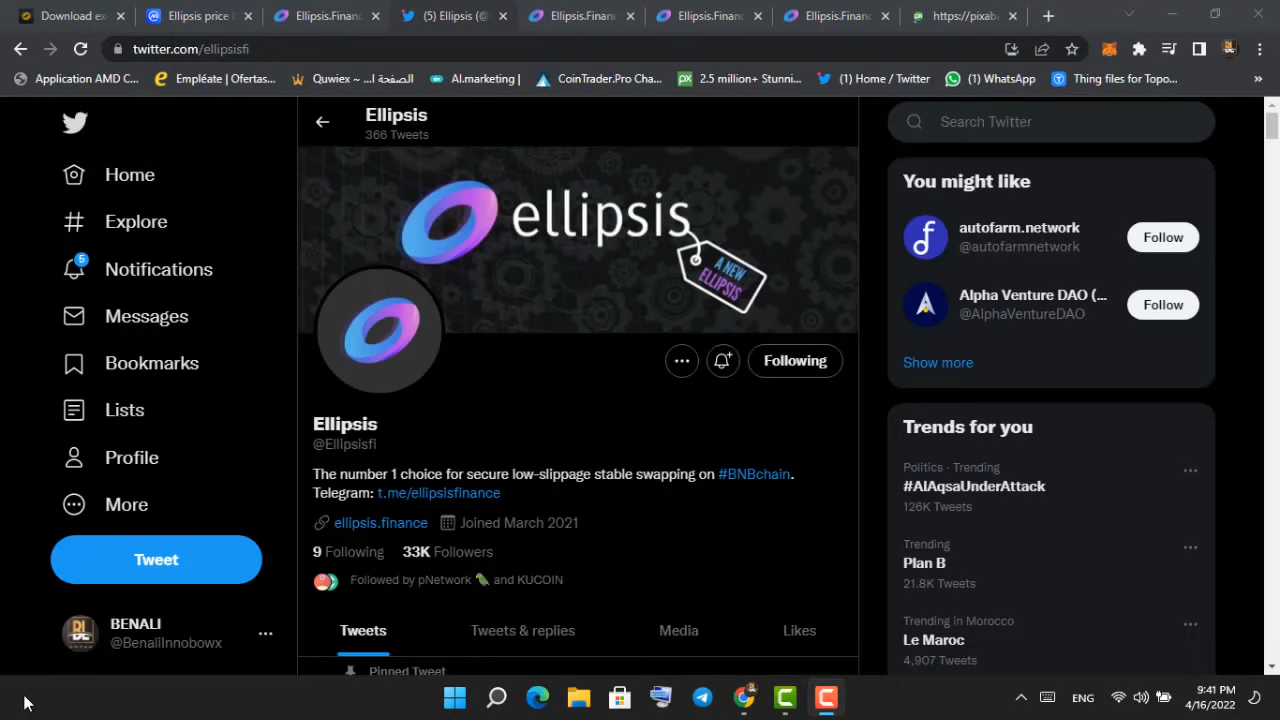 Download ex
Ellipsis price
Ellipsis.Financ
(5) Ellipsis (@
Ellipsis.Financ
Ellipsis.Financ
Ellipsis.Financ
https://pixab
twitter.com/ellipsisfi
Application AMD C...
Empléate | Ofertas...
Quwiex ~ الصفحة ا...
AI.marketing |
CoinTrader.Pro Cha...
2.5 million+ Stunni...
(1) Home / Twitter
(1) WhatsApp
Thing files for Topo...
»
Ellipsis
366 Tweets
Home
Explore
5
Notifications
Messages
Bookmarks
Lists
Profile
More
Tweet
BENALI
@BenaliInnobowx
ellipsis
A NEW
ELLIPSIS
Following
Ellipsis
@Ellipsisfi
The number 1 choice for secure low-slippage stable swapping on #BNBchain.
Telegram: t.me/ellipsisfinance
ellipsis.finance Joined March 2021
9 Following 33K Followers
Followed by pNetwork and KUCOIN
Tweets Tweets & replies Media Likes
Pinned Tweet
Search Twitter
You might like
autofarm.network
@autofarmnetwork
Follow
Alpha Venture DAO (...
@AlphaVentureDAO
Follow
Show more
Trends for you
Politics · Trending
#AlAqsaUnderAttack
126K Tweets
Trending
Plan B
21.8K Tweets
Trending in Morocco
Le Maroc
4,907 Tweets
ENG
9:41 PM
4/16/2022